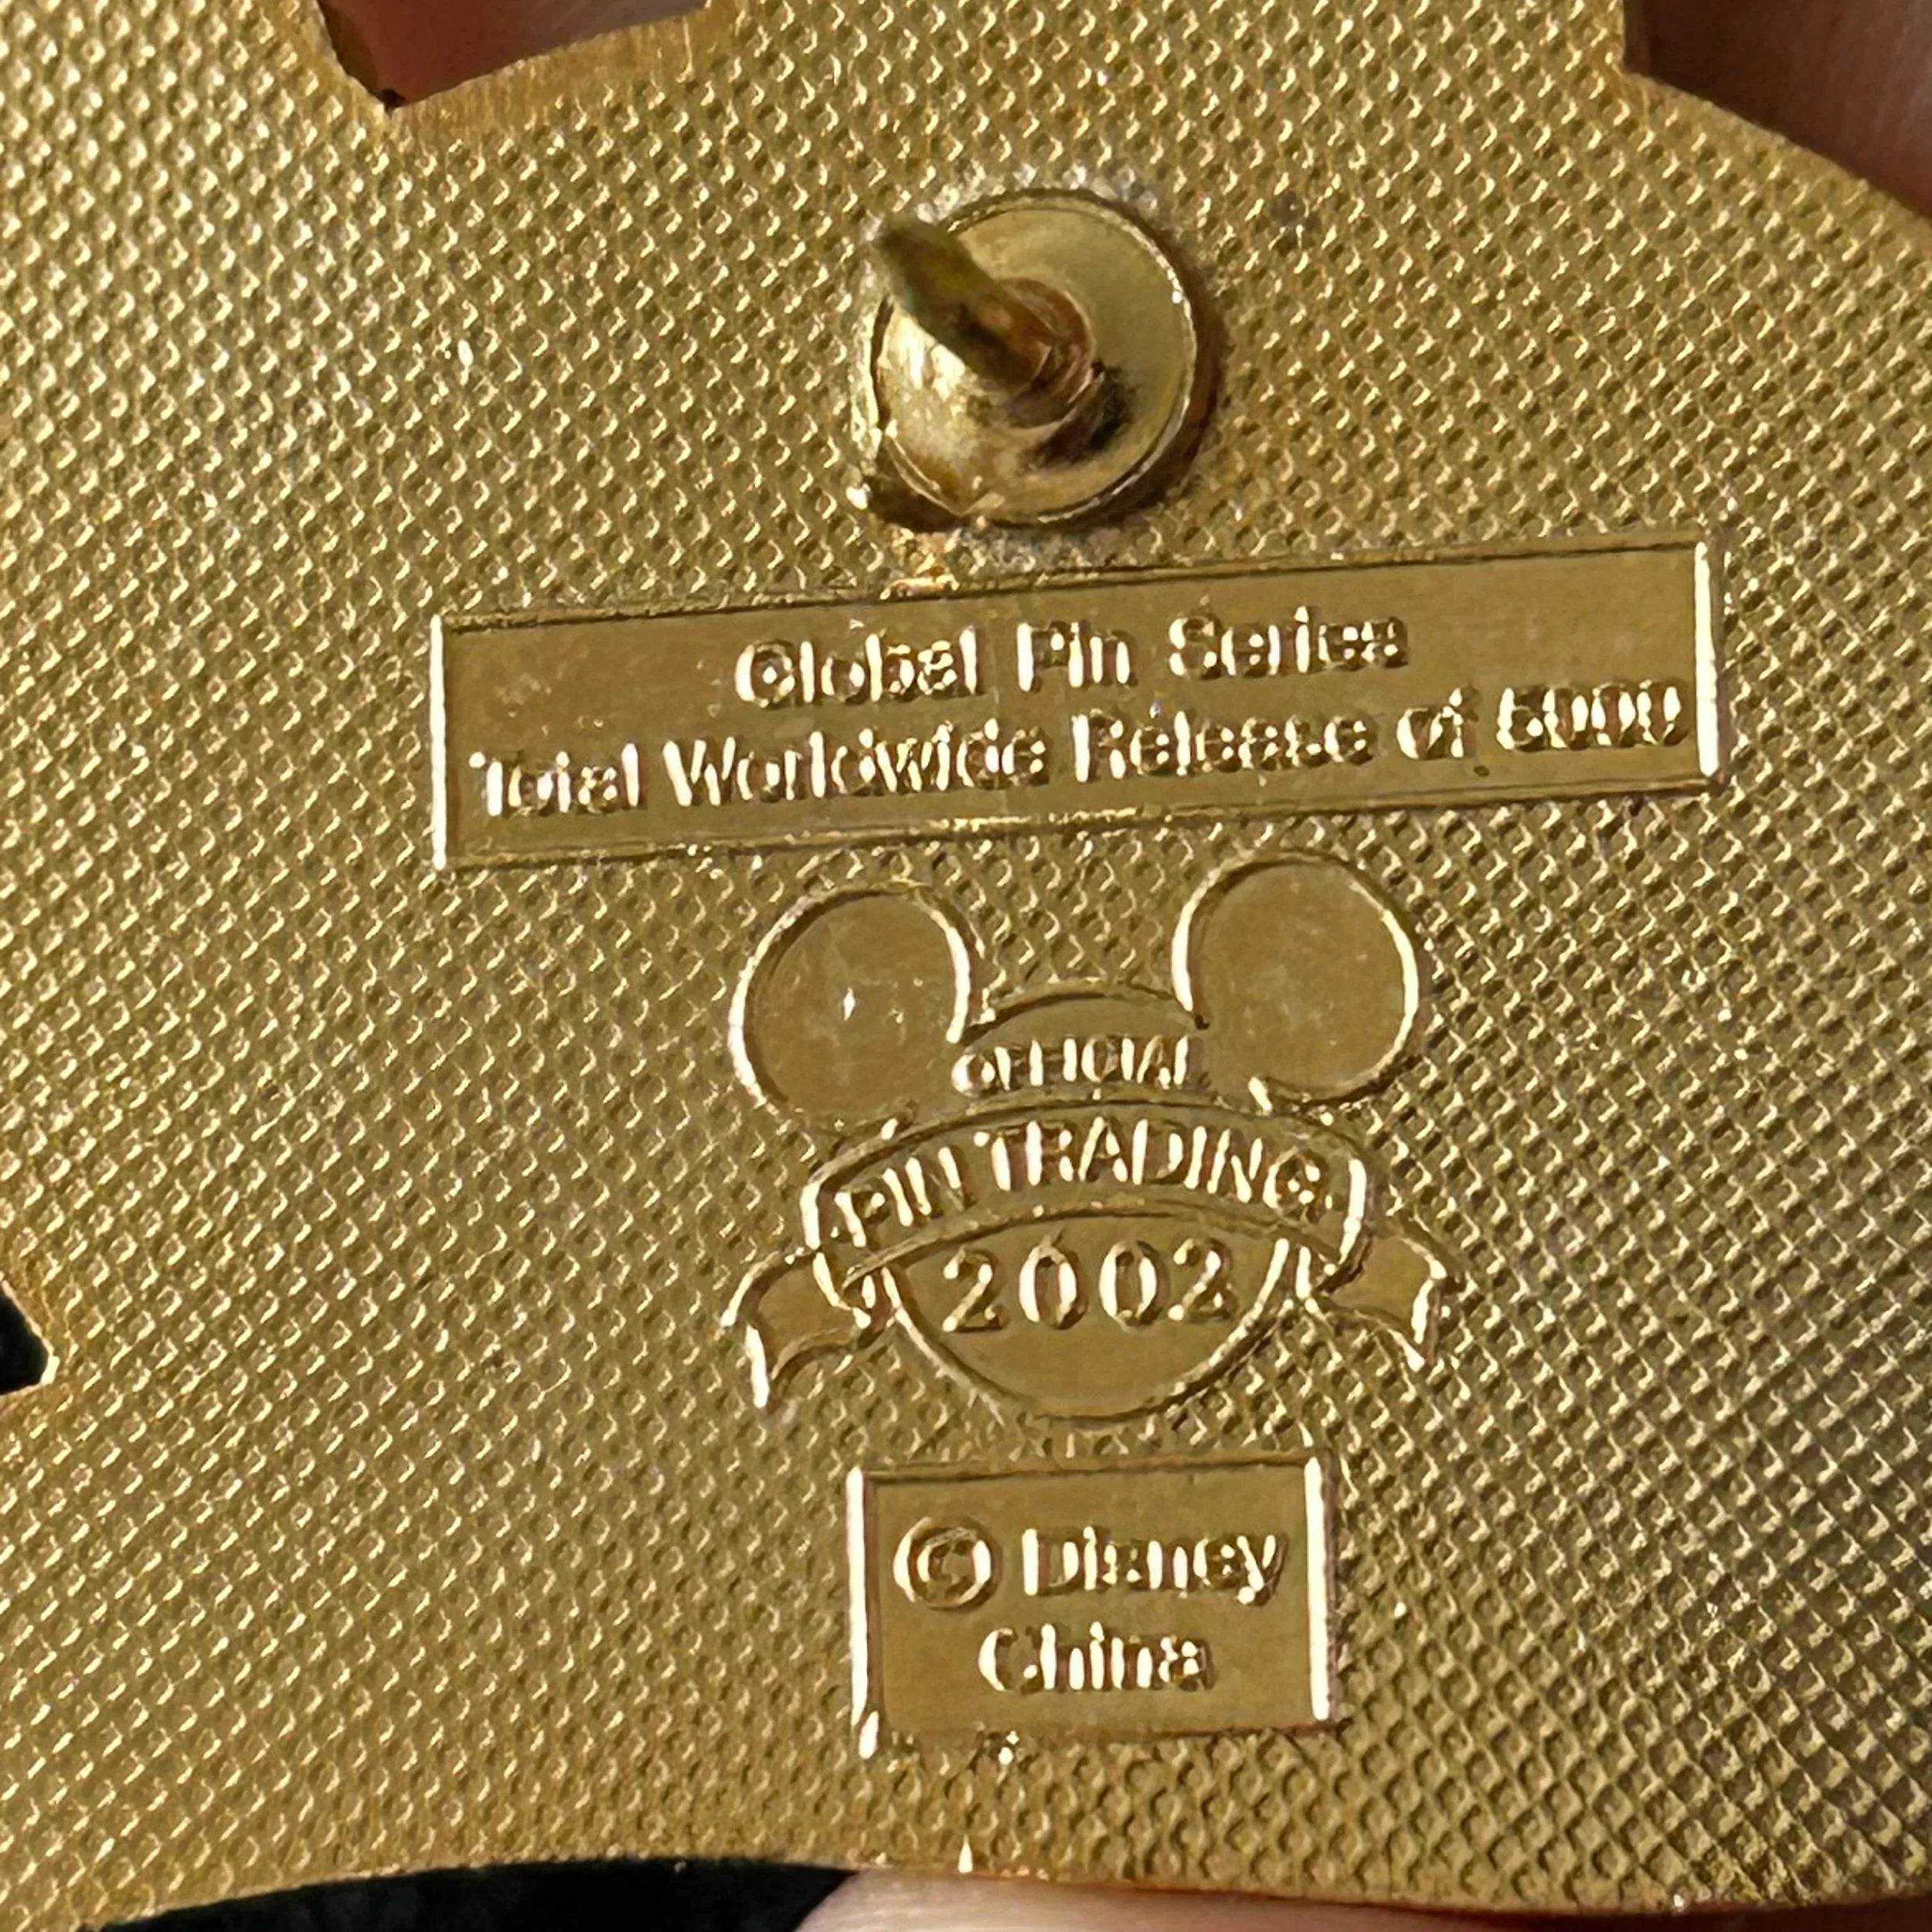 Global Pin Series
Total Worldwide Release of 5000
OFFICIAL
PIN TRADING
2002
© Disney
China